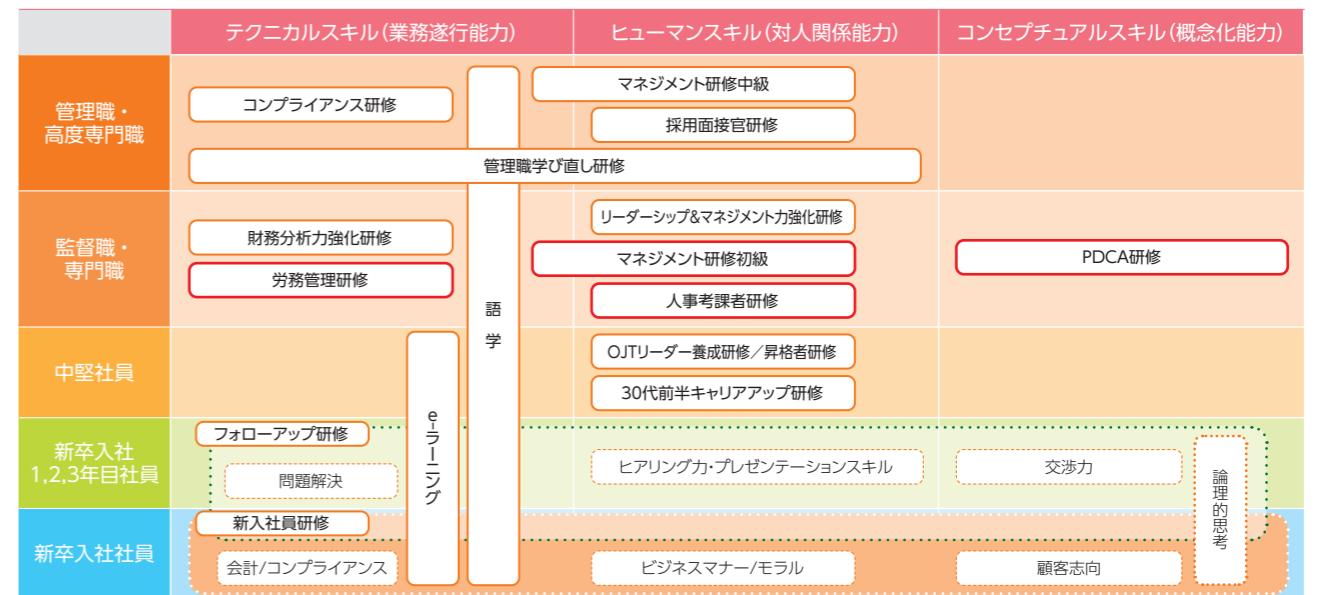 テクニカルスキル(業務遂行能力)
ヒューマンスキル(対人関係能力)
コンセプチュアルスキル(概念化能力)
管理職・
高度専門職
コンプライアンス研修
マネジメント研修中級
採用面接官研修
管理職学び直し研修
監督職・
専門職
財務分析力強化研修
労務管理研修
リーダーシップ&マネジメント力強化研修
マネジメント研修初級
人事考課者研修
PDCA研修
語学
中堅社員
OJTリーダー養成研修/昇格者研修
30代前半キャリアアップ研修
e-ラーニング
新卒入社
1,2,3年目社員
フォローアップ研修
問題解決
ヒアリング力・プレゼンテーションスキル
交渉力
論理的思考
新卒入社社員
新入社員研修
会計/コンプライアンス
ビジネスマナー/モラル
顧客志向